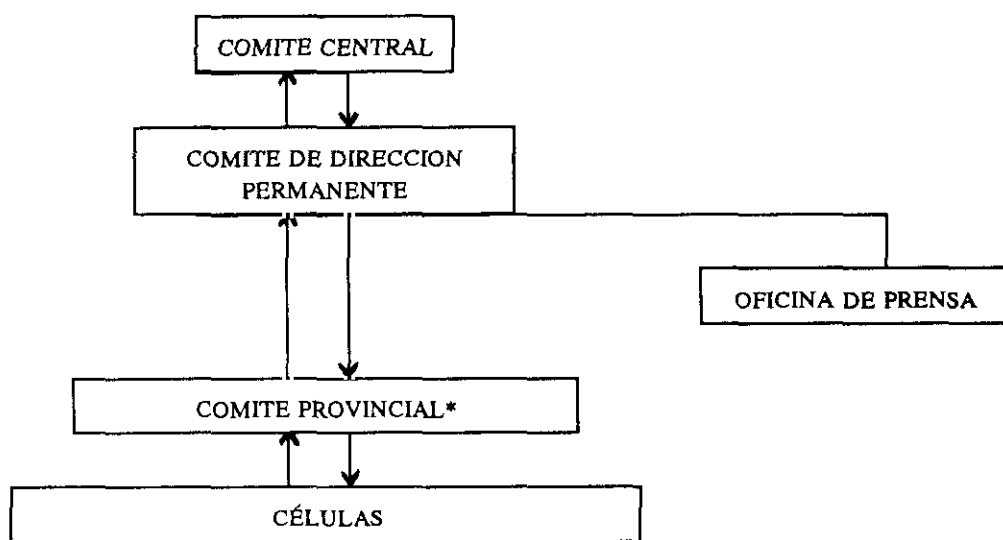 COMITE CENTRAL
COMITE DE DIRECCION
PERMANENTE
OFICINA DE PRENSA
COMITE PROVINCIAL*
CÉLULAS